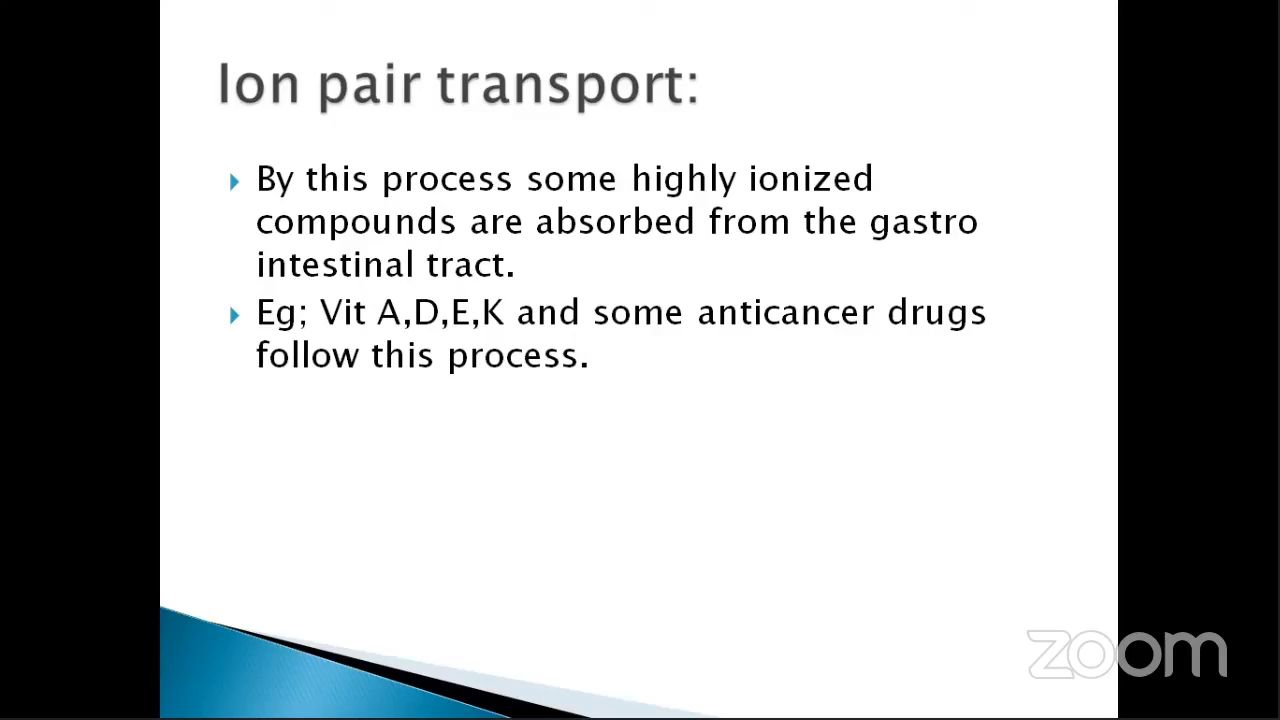 Ion pair transport:
By this process some highly ionized
compounds are absorbed from the gastro
intestinal tract.
Eg; Vit A,D,E,K and some anticancer drugs
follow this process.
zoom